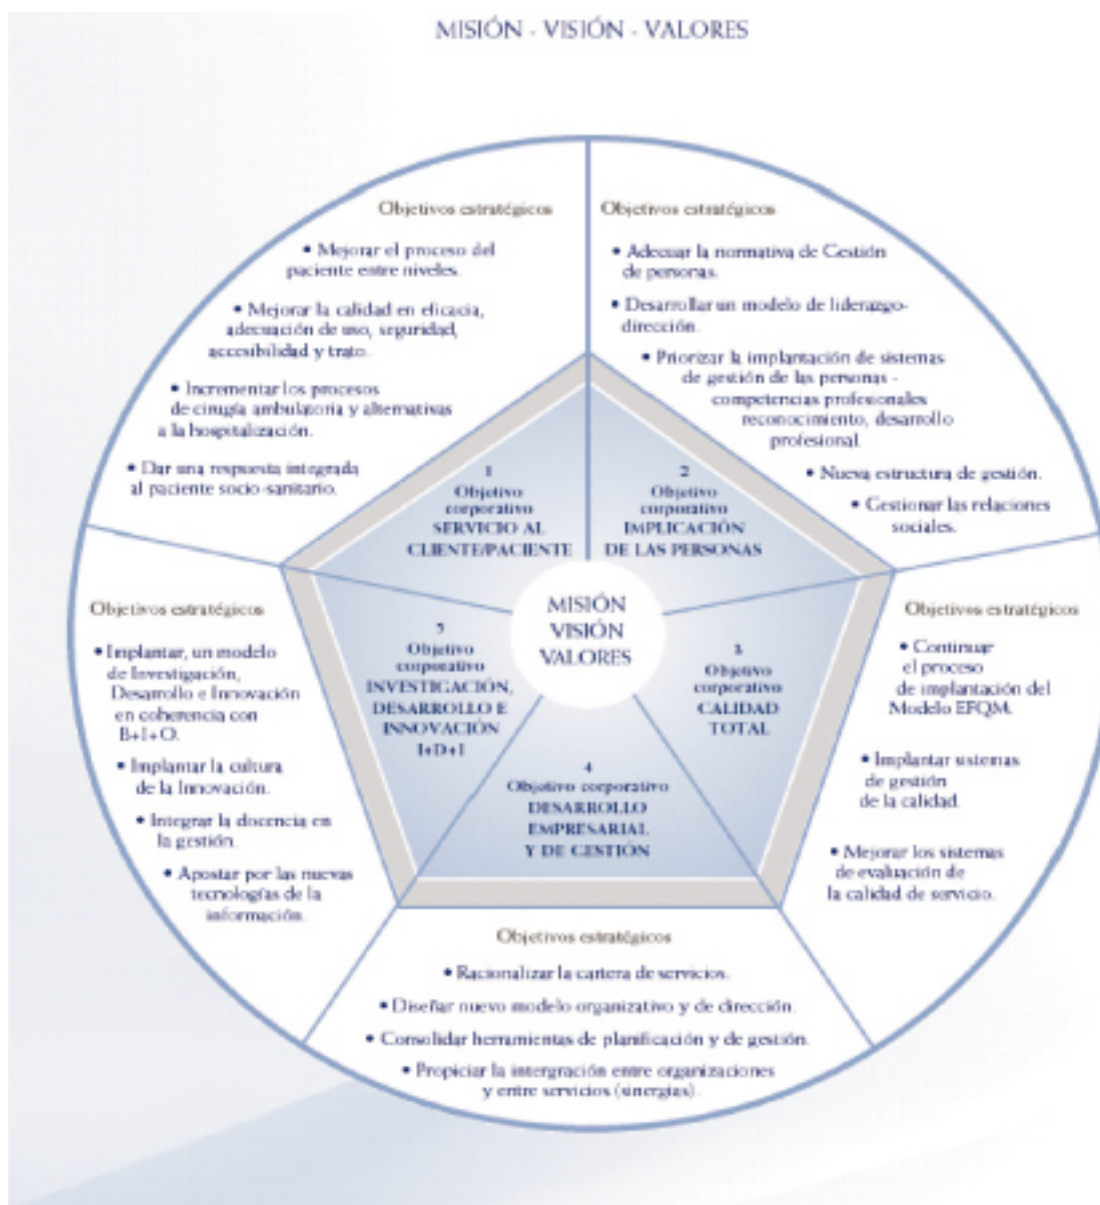 MISIÓN - VISIÓN - VALORES
Objetivos estratégicos
• Mejorar el proceso del
paciente entre niveles.
• Mejorar la calidad en eficacia,
adecuación de uso, seguridad,
accesibilidad y trato.
• Incrementar los procesos
de cirugía ambulatoria y alternativas
a la hospitalización.
• Dar una respuesta integrada
al paciente socio-sanitario.
Objetivos estratégicos
• Adecuar la normativa de Gestión
de personas.
• Desarrollar un modelo de liderazgo-
dirección.
• Priorizar la implantación de sistemas
de gestión de las personas -
competencias profesionales
reconocimiento, desarrollo
profesional.
• Nueva estructura de gestión.
• Gestionar las relaciones
sociales.
1
Objetivo
corporativo
SERVICIO AL
CLIENTE/PACIENTE
2
Objetivo
corporativo
IMPLICACIÓN
DE LAS PERSONAS
MISIÓN
VISIÓN
VALORES
3
Objetivo
corporativo
CALIDAD
TOTAL
4
Objetivo corporativo
DESARROLLO
EMPRESARIAL
Y DE GESTIÓN
5
Objetivo
corporativo
INVESTIGACIÓN,
DESARROLLO E
INNOVACIÓN
I+D+I
Objetivos estratégicos
• Continuar
el proceso
de implantación del
Modelo EFQM.
• Implantar sistemas
de gestión
de la calidad.
• Mejorar los sistemas
de evaluación de
la calidad de servicio.
Objetivos estratégicos
• Racionalizar la cartera de servicios.
• Diseñar nuevo modelo organizativo y de dirección.
• Consolidar herramientas de planificación y de gestión.
• Propiciar la intergración entre organizaciones
y entre servicios (sinergias).
Objetivos estratégicos
• Implantar, un modelo
de Investigación,
Desarrollo e Innovación
en coherencia con
B+I+O.
• Implantar la cultura
de la Innovación.
• Integrar la docencia en
la gestión.
• Apostar por las nuevas
tecnologías de la
información.